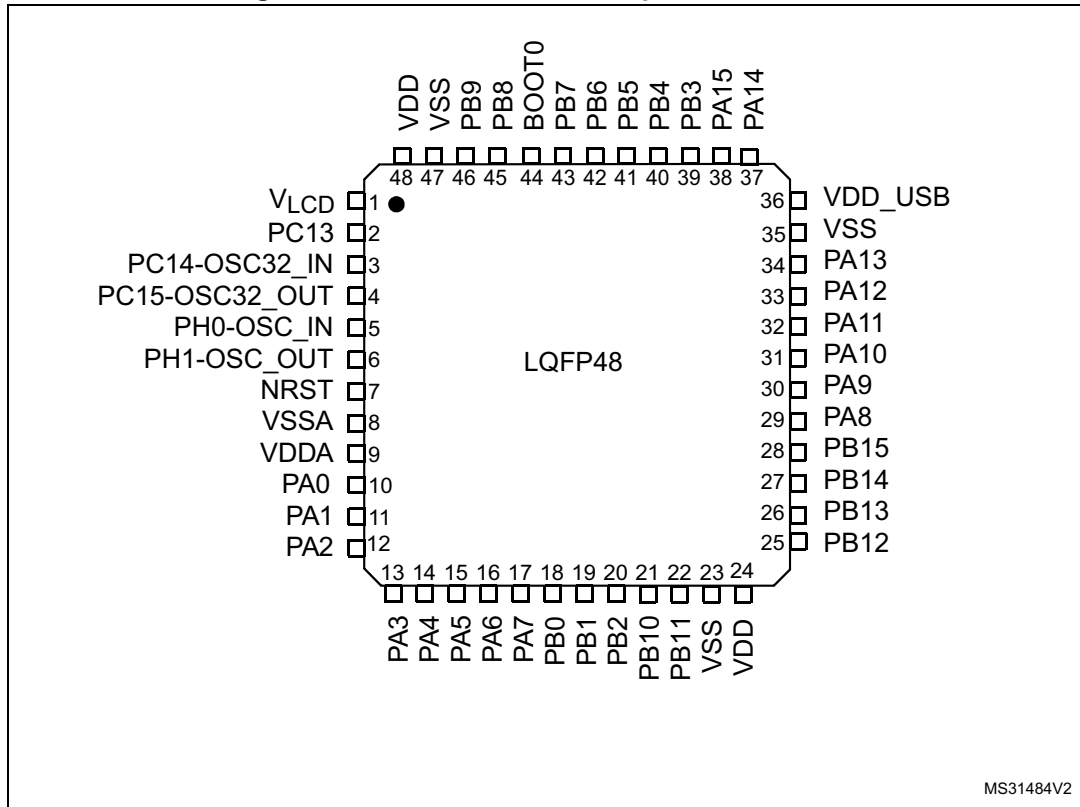 VDD
VSS
PB9
PB8
BOOT0
PB7
PB6
PB5
PB4
PB3
PA15
PA14
48 47 46 45 44 43 42 41 40 39 38 37
VLCD 1 36 VDD_USB
PC13 2 35 VSS
PC14-OSC32_IN 3 34 PA13
PC15-OSC32_OUT 4 33 PA12
PH0-OSC_IN 5 32 PA11
PH1-OSC_OUT 6 LQFP48 31 PA10
NRST 7 30 PA9
VSSA 8 29 PA8
VDDA 9 28 PB15
PA0 10 27 PB14
PA1 11 26 PB13
PA2 12 25 PB12
13 14 15 16 17 18 19 20 21 22 23 24
PA3
PA4
PA5
PA6
PA7
PB0
PB1
PB2
PB10
PB11
VSS
VDD
MS31484V2